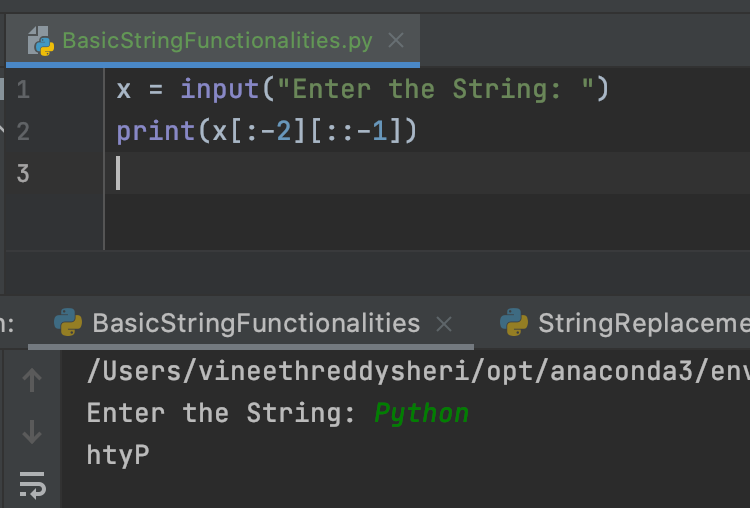 BasicStringFunctionalities.py
1 x = input("Enter the String: ")
2 print(x[:-2][::-1])
3
BasicStringFunctionalities StringReplaceme
/Users/vineethreddysheri/opt/anaconda3/env
Enter the String: Python
htyP